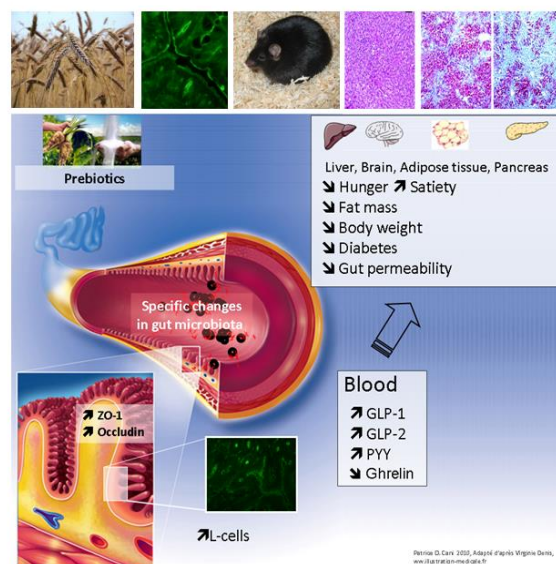 Prebiotics
Liver, Brain, Adipose tissue, Pancreas
↘ Hunger ↗ Satiety
↘ Fat mass
↘ Body weight
↘ Diabetes
↘ Gut permeability
Specific changes
in gut microbiota
↗ ZO-1
↗ Occludin
Blood
↗ GLP-1
↗ GLP-2
↗ PYY
↘ Ghrelin
↗L-cells
Patrice D. Cani 2010, Adapté d'après Virginie Denis,
www.illustration-medicale.fr